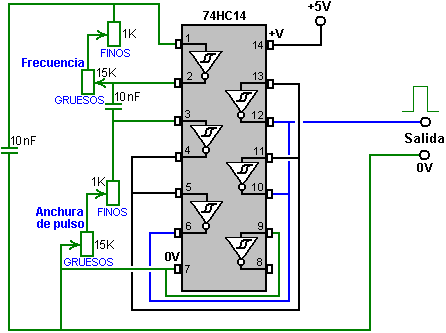 74HC14
+5V
+V
1K
FINOS
Frecuencia
15K
GRUESOS
10nF
10nF
1K
FINOS
Anchura
de pulso
15K
GRUESOS
0V
1
2
3
4
5
6
7
14
13
12
11
10
9
8
Salida
0V